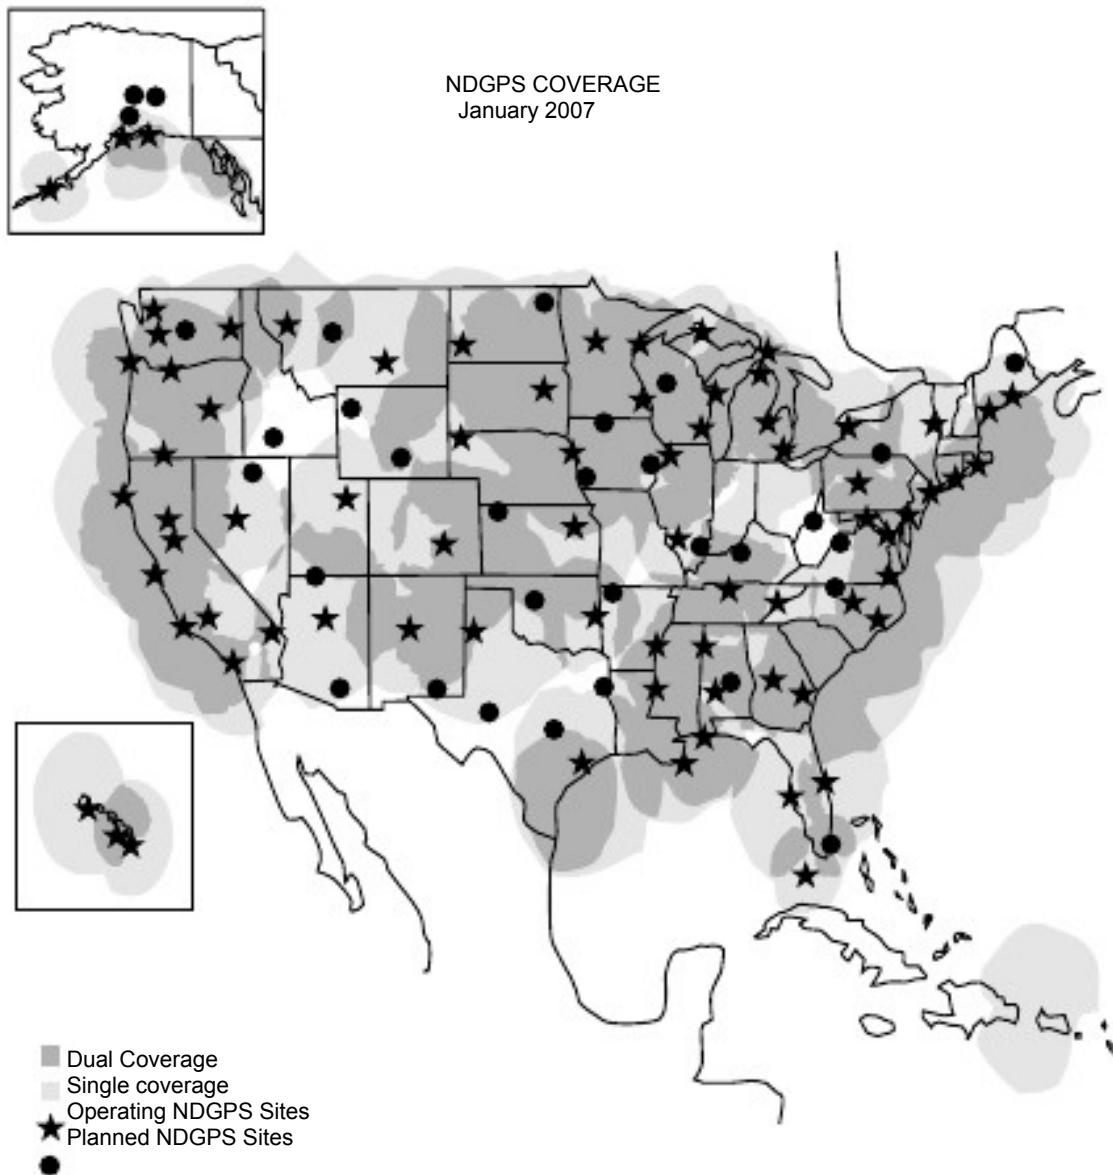 NDGPS COVERAGE
January 2007
Dual Coverage
Single coverage
Operating NDGPS Sites
Planned NDGPS Sites